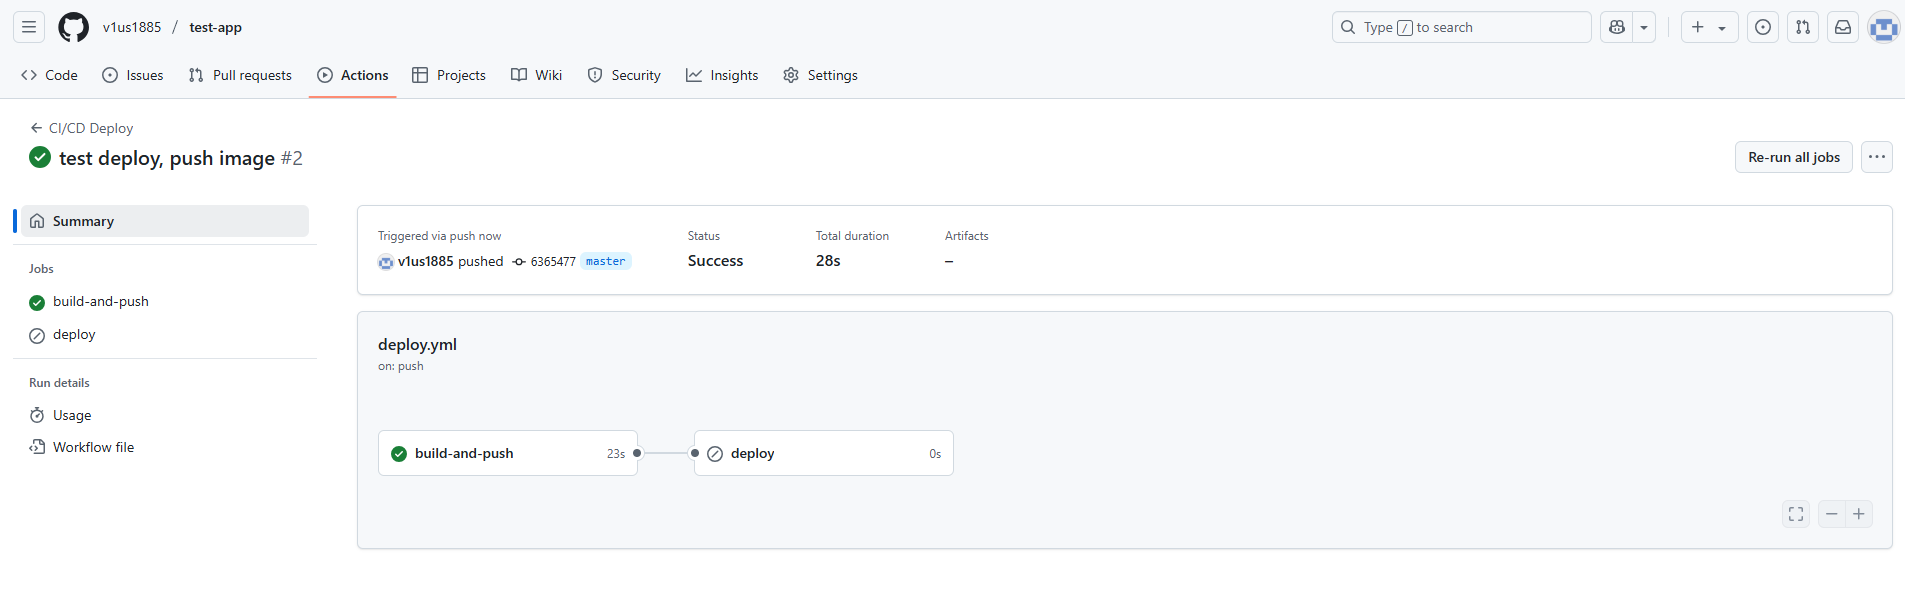 v1us1885 / test-app
Type / to search
Code Issues Pull requests Actions Projects Wiki Security Insights Settings
CI/CD Deploy
test deploy, push image #2
Re-run all jobs
Summary
Jobs
build-and-push
deploy
Run details
Usage
Workflow file
Triggered via push now
v1us1885 pushed 6365477 master
Status
Success
Total duration
28s
Artifacts
–
deploy.yml
on: push
build-and-push 23s
deploy 0s